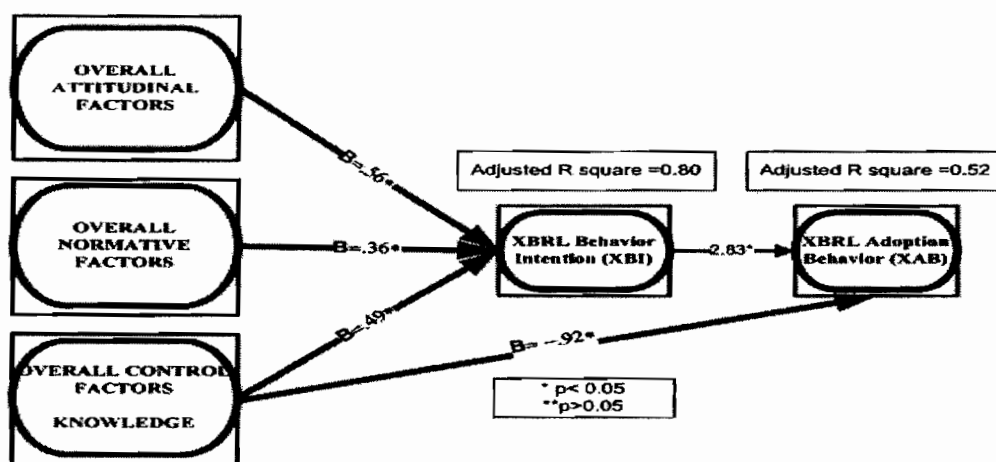 OVERALL
ATTITUDINAL
FACTORS
B=.56*
Adjusted R square =0.80
Adjusted R square =0.52
OVERALL
NORMATIVE
FACTORS
B=.36*
XBRL Behavior
Intention (XBI)
2.83*
XBRL Adoption
Behavior (XAB)
B=.49*
OVERALL CONTROL
FACTORS
KNOWLEDGE
B= -.92*
* p< 0.05
**p>0.05